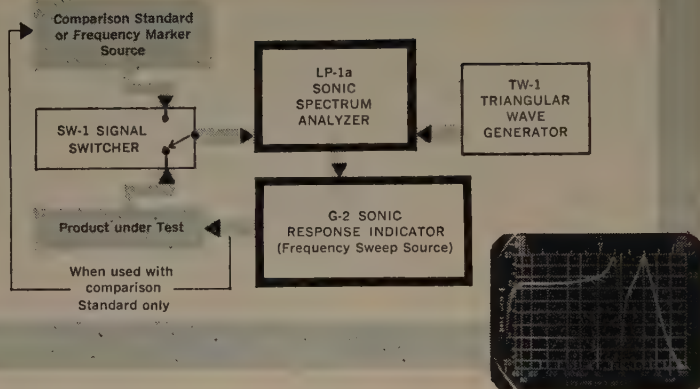 Comparison Standard
or Frequency Marker
Source
LP-1a
SONIC
SPECTRUM
ANALYZER
TW-1
TRIANGULAR
WAVE
GENERATOR
SW-1 SIGNAL
SWITCHER
G-2 SONIC
RESPONSE INDICATOR
(Frequency Sweep Source)
Product under Test
When used with
comparison
Standard only